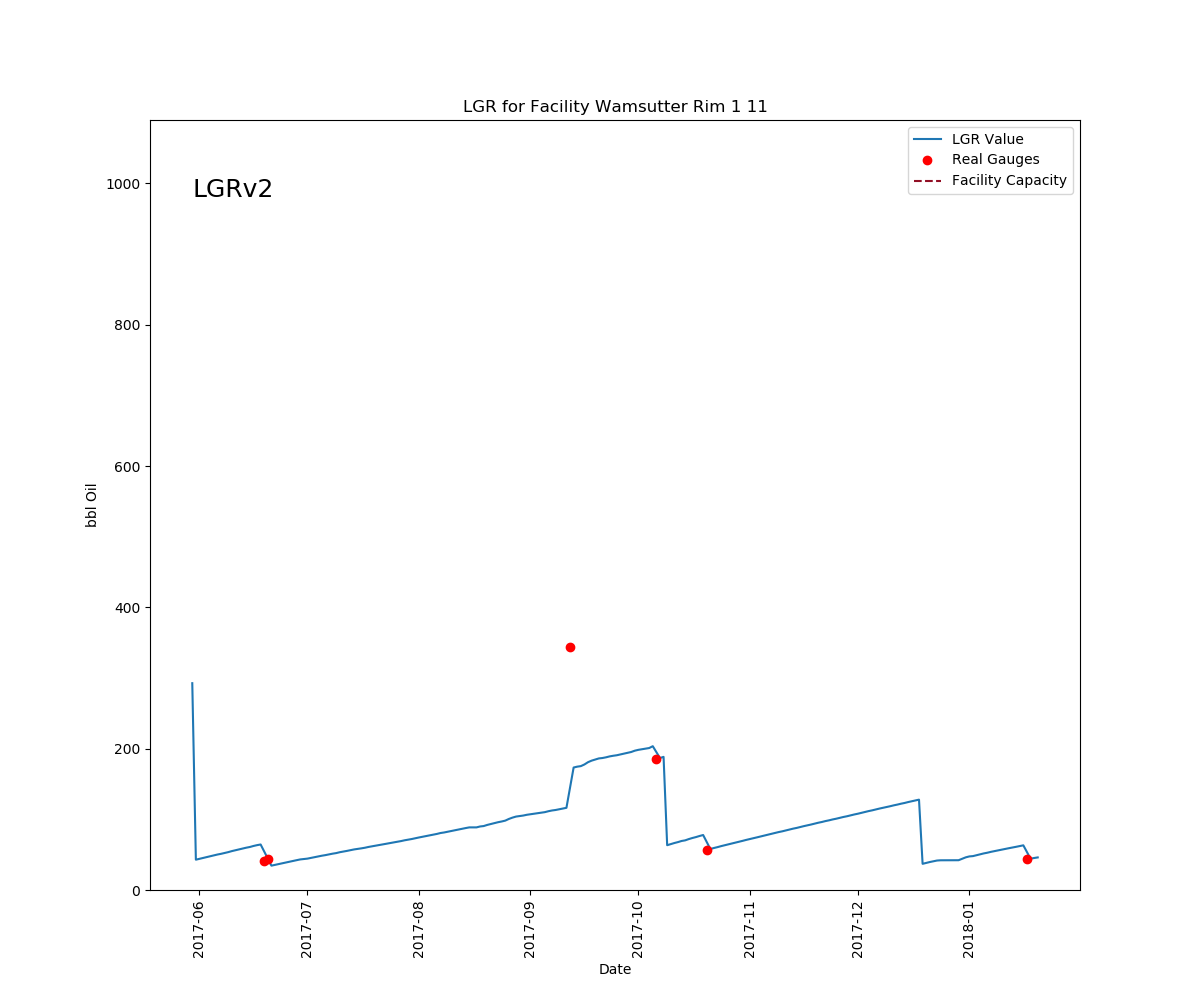 LGR for Facility Wamsutter Rim 1 11
LGRv2
LGR Value
Real Gauges
Facility Capacity
1000
800
600
400
200
0
bbl Oil
2017-06
2017-07
2017-08
2017-09
2017-10
2017-11
2017-12
2018-01
Date